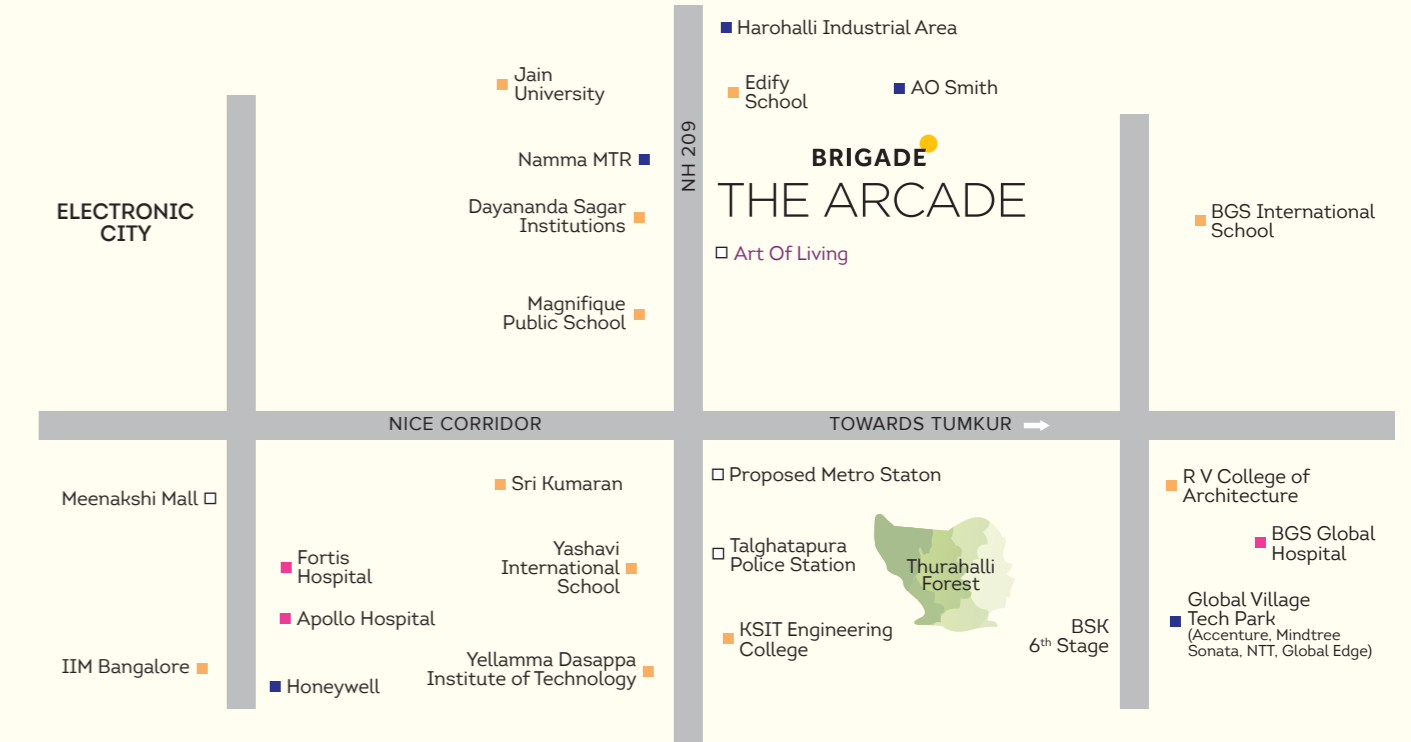 Harohalli Industrial Area
Jain
University
Edify
School
AO Smith
NH 209
Namma MTR
BRIGADE
THE ARCADE
ELECTRONIC
CITY
Dayananda Sagar
Institutions
BGS International
School
Art Of Living
Magnifique
Public School
NICE CORRIDOR
TOWARDS TUMKUR
Meenakshi Mall
Sri Kumaran
Proposed Metro Staton
R V College of
Architecture
Fortis
Hospital
Yashavi
International
School
Talghatapura
Police Station
Thurahalli
Forest
BGS Global
Hospital
Apollo Hospital
KSIT Engineering
College
BSK
6th Stage
Global Village
Tech Park
(Accenture, Mindtree
Sonata, NTT, Global Edge)
IIM Bangalore
Honeywell
Yellamma Dasappa
Institute of Technology